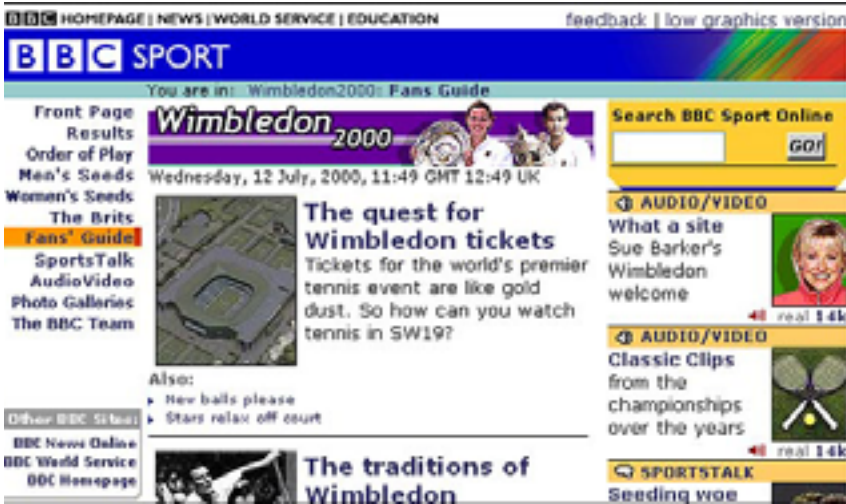 BBC HOMEPAGE | NEWS | WORLD SERVICE | EDUCATION
feedback | low graphics version
BBC SPORT
You are in: Wimbledon2000: Fans Guide
Front Page
Results
Order of Play
Men's Seeds
Women's Seeds
The Brits
Fans' Guide
SportsTalk
AudioVideo
Photo Galleries
The BBC Team
Other BBC Sites:
BBC News Online
BBC World Service
BBC Homepage
Wimbledon
2000
Wednesday, 12 July, 2000, 11:49 GMT 12:49 UK
The quest for
Wimbledon tickets
Tickets for the world's premier
tennis event are like gold
dust. So how can you watch
tennis in SW19?
Also:
New balls please
Stars relax off court
The traditions of
Wimbledon
Search BBC Sport Online
GO!
AUDIO/VIDEO
What a site
Sue Barker's
Wimbledon
welcome
real 14k
AUDIO/VIDEO
Classic Clips
from the
championships
over the years
real 14k
SPORTSTALK
Seeding woe